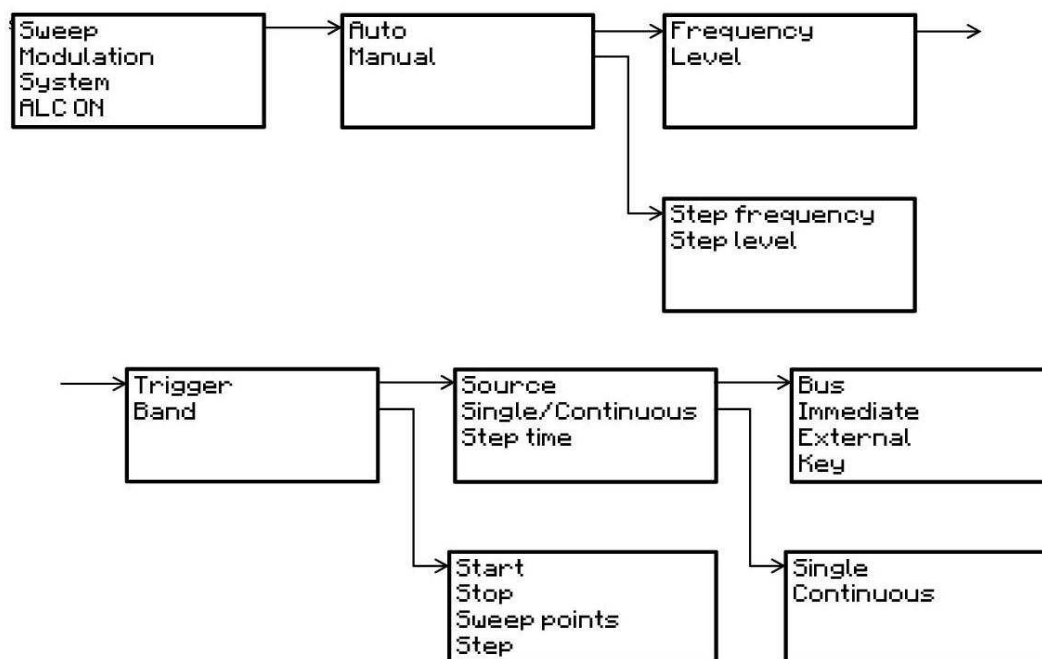 Sweep
Modulation
System
ALC ON
Auto
Manual
Frequency
Level
Step frequency
Step level
Trigger
Band
Source
Single/Continuous
Step time
Bus
Immediate
External
Key
Start
Stop
Sweep points
Step
Single
Continuous